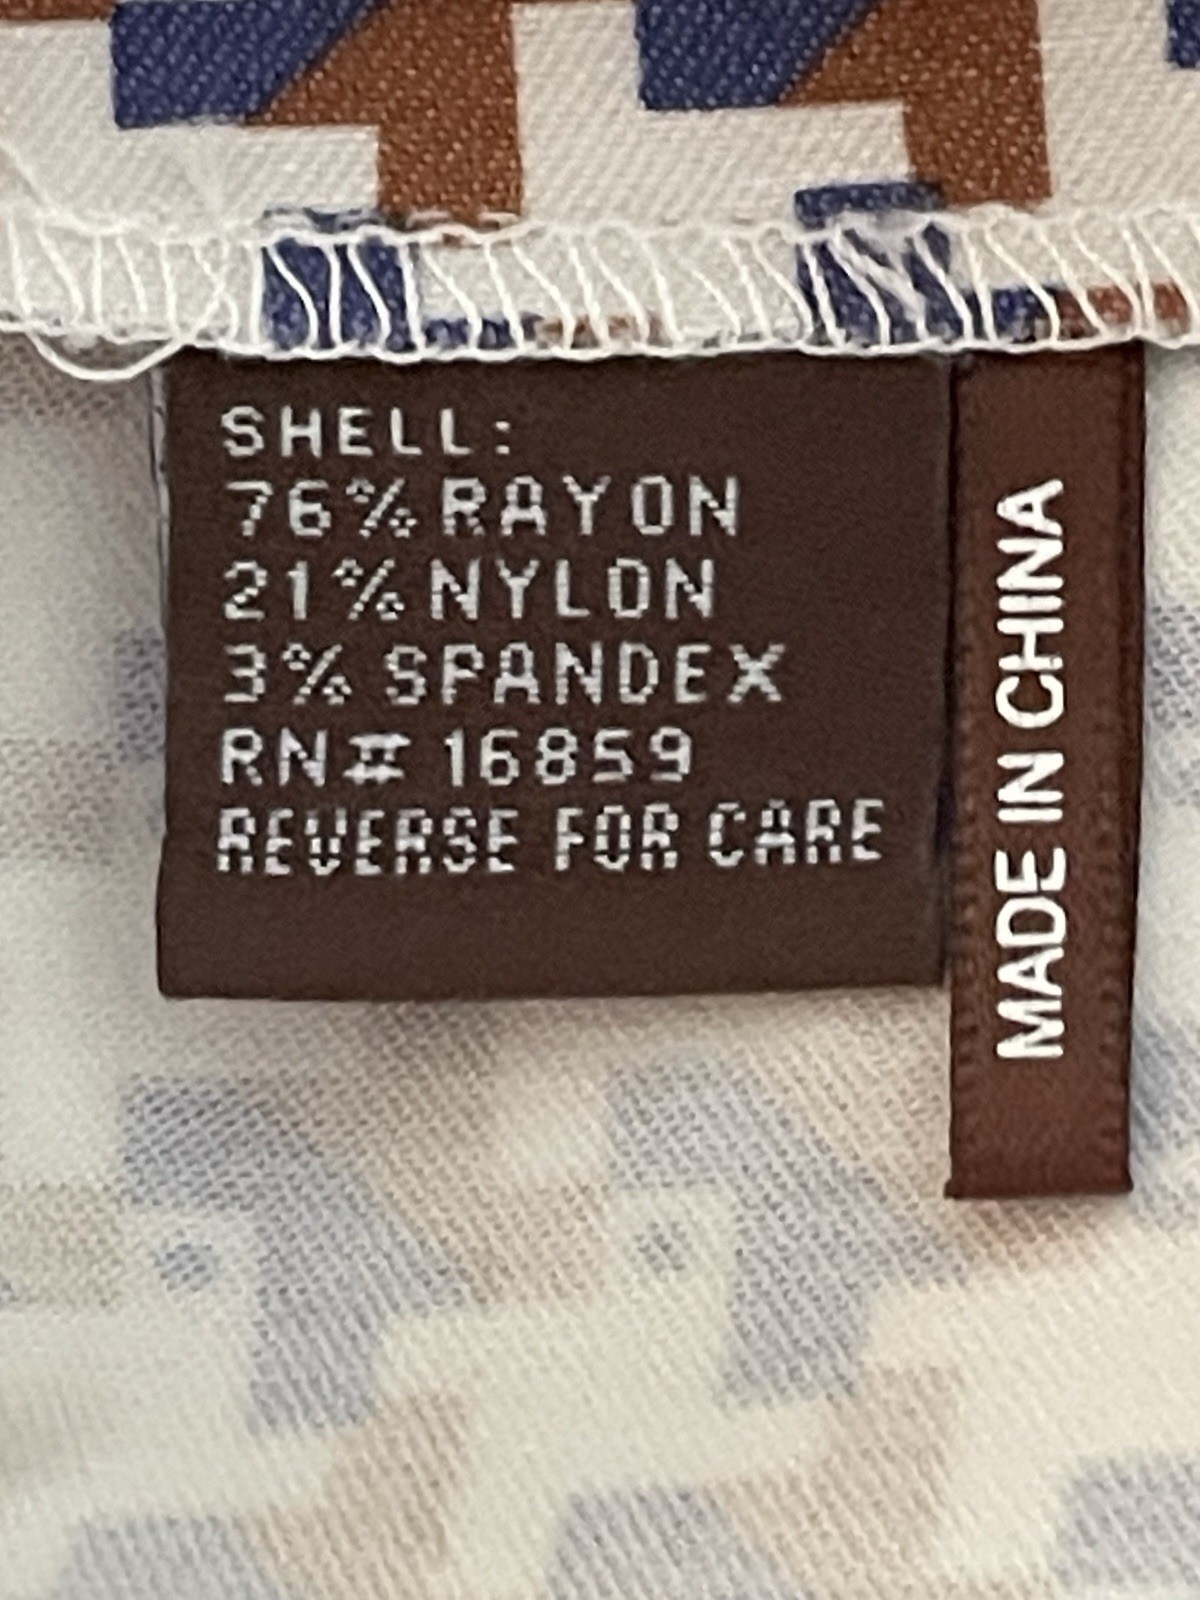 SHELL:
76% RAYON
21% NYLON
3% SPANDEX
RN# 16859
REVERSE FOR CARE
MADE IN CHINA